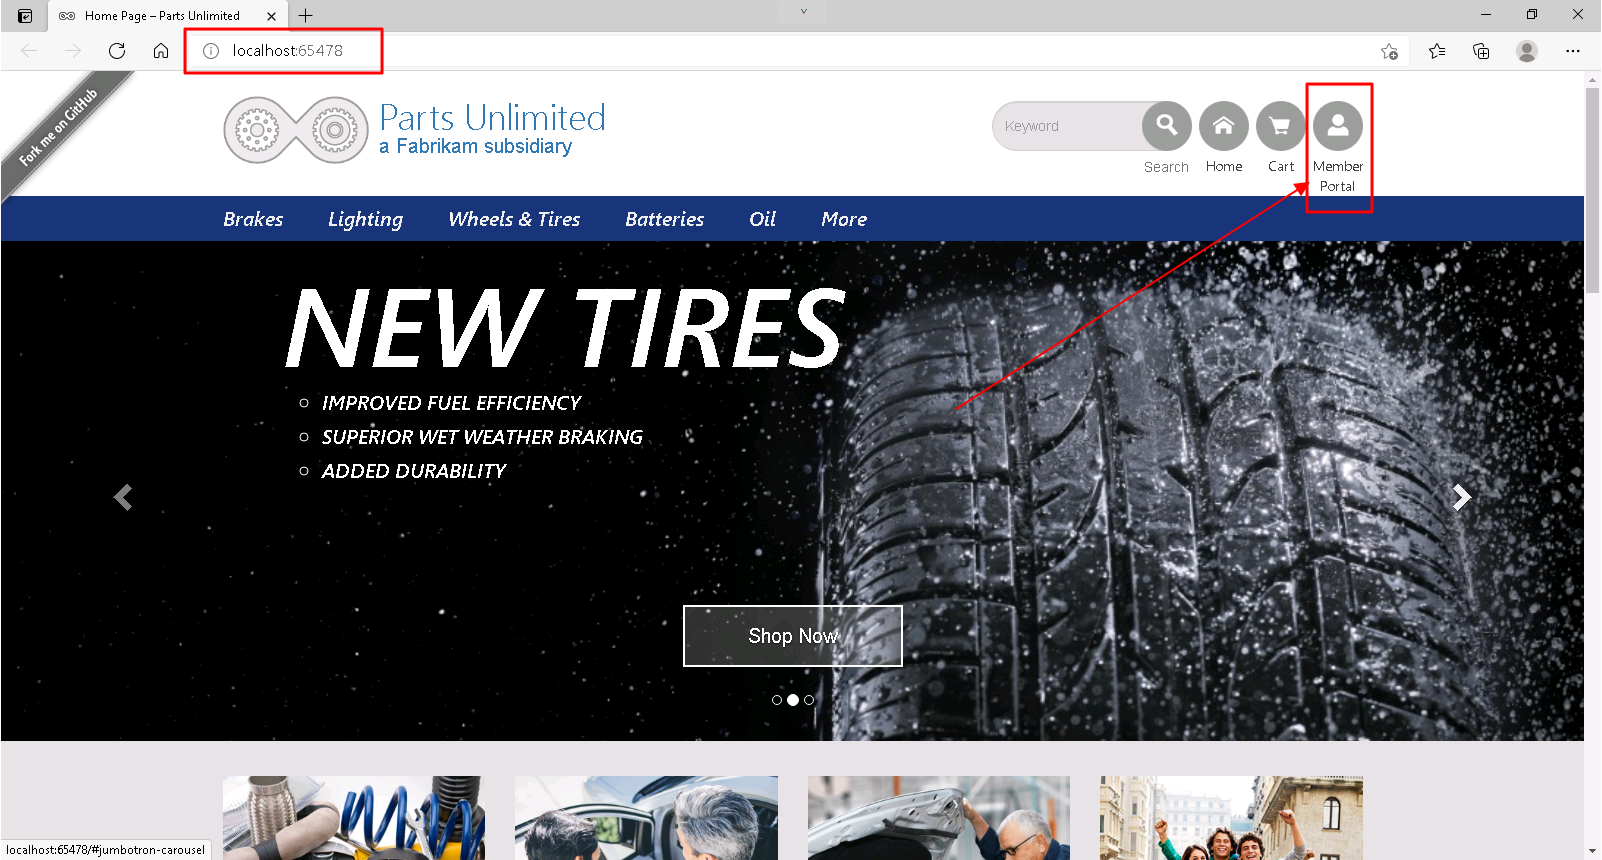 Home Page – Parts Unlimited
localhost:65478
Fork me on GitHub
Parts Unlimited
a Fabrikam subsidiary
Keyword
Search
Home
Cart
Member
Portal
Brakes
Lighting
Wheels & Tires
Batteries
Oil
More
NEW TIRES
IMPROVED FUEL EFFICIENCY
SUPERIOR WET WEATHER BRAKING
ADDED DURABILITY
Shop Now
localhost:65478/#jumbotron-carousel